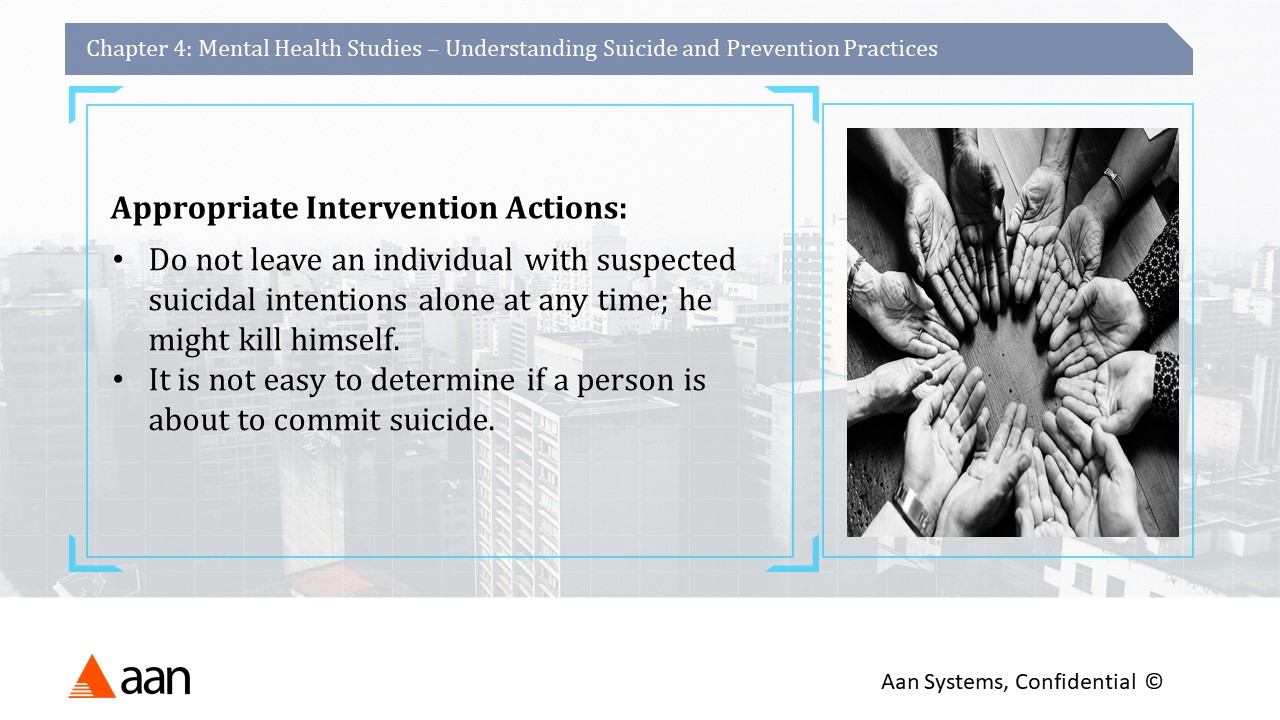 Chapter 4: Mental Health Studies – Understanding Suicide and Prevention Practices
Appropriate Intervention Actions:
• Do not leave an individual with suspected
suicidal intentions alone at any time; he
might kill himself.
• It is not easy to determine if a person is
about to commit suicide.
aan
Aan Systems, Confidential ©